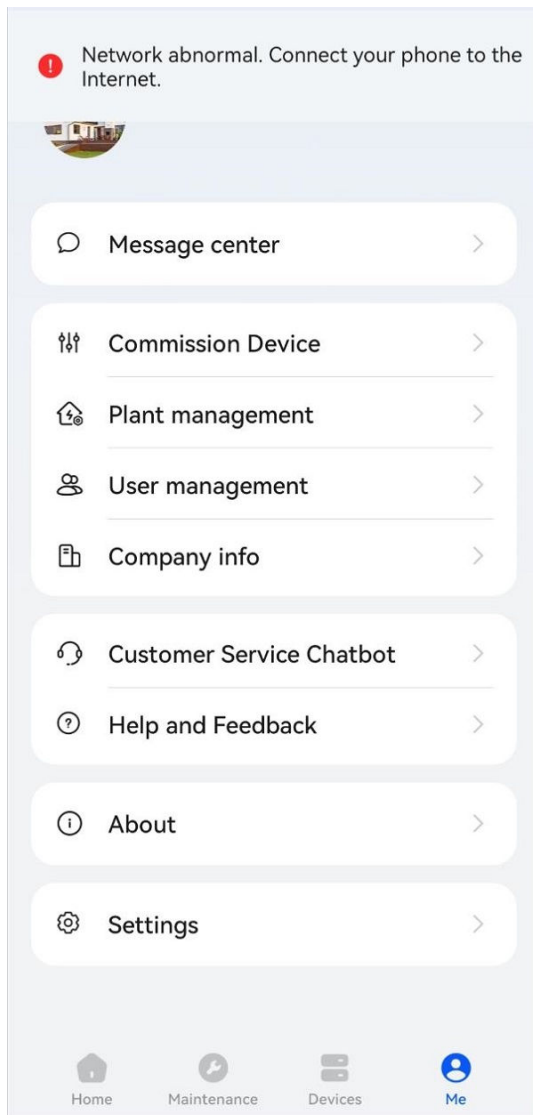 Network abnormal. Connect your phone to the
Internet.
Message center
Commission Device
Plant management
User management
Company info
Customer Service Chatbot
Help and Feedback
About
Settings
Home
Maintenance
Devices
Me